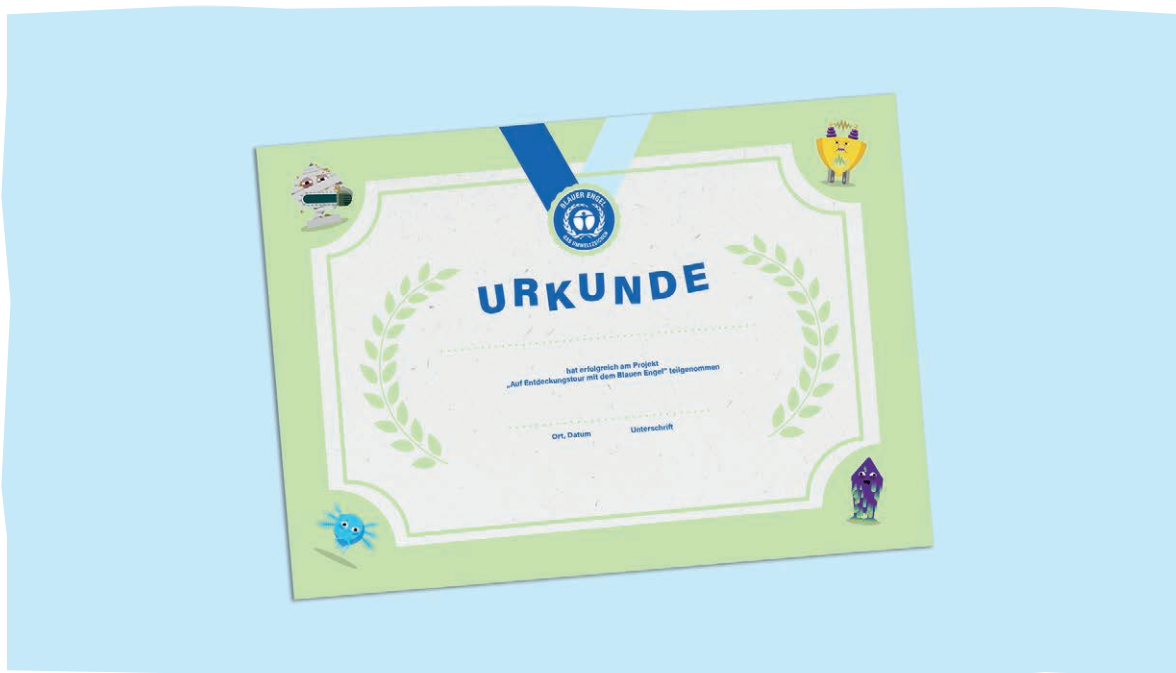 BLAUER ENGEL
DAS UMWELTZEICHEN
URKUNDE
hat erfolgreich am Projekt
„Auf Entdeckungstour mit dem Blauen Engel“ teilgenommen
Ort, Datum Unterschrift